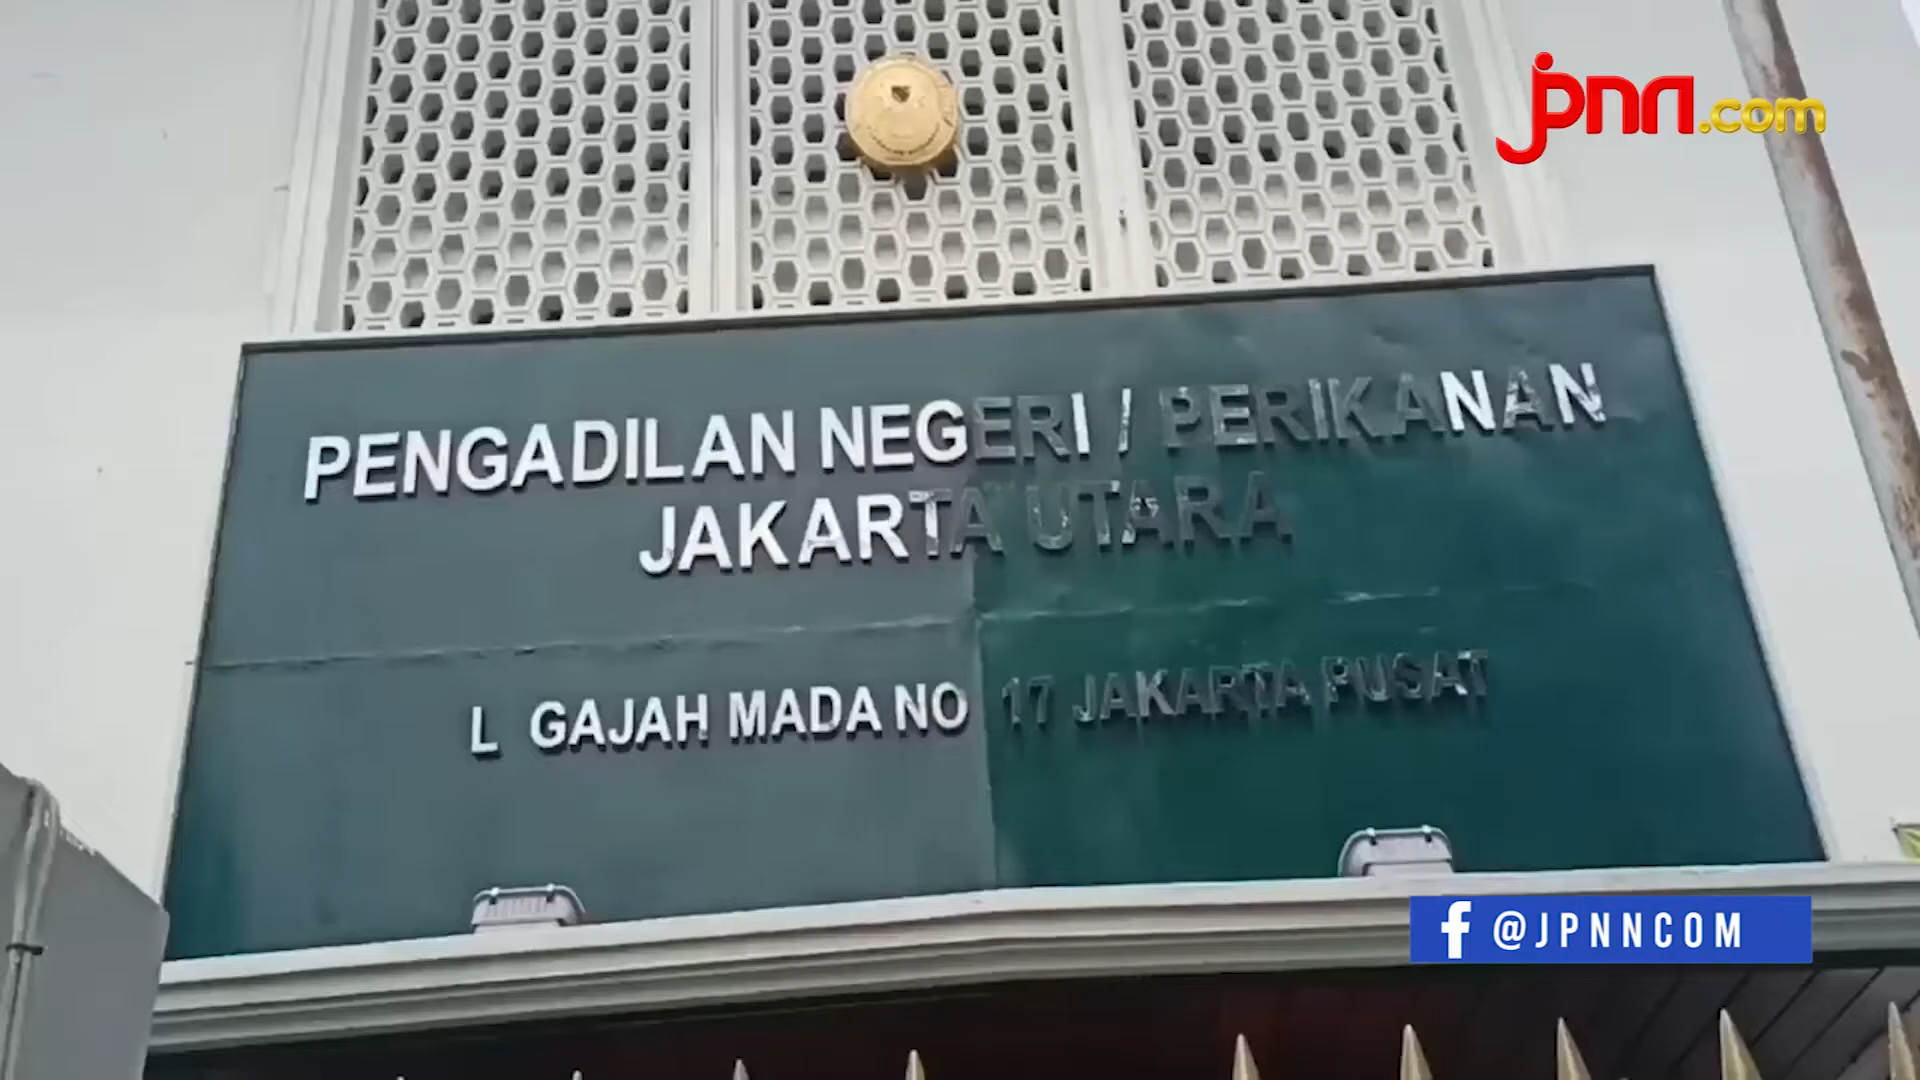 jpnn.com
PENGADILAN NEGERI / PERIKANAN
JAKARTA UTARA
L GAJAH MADA NO 17 JAKARTA PUSAT
f @JPNNCOM